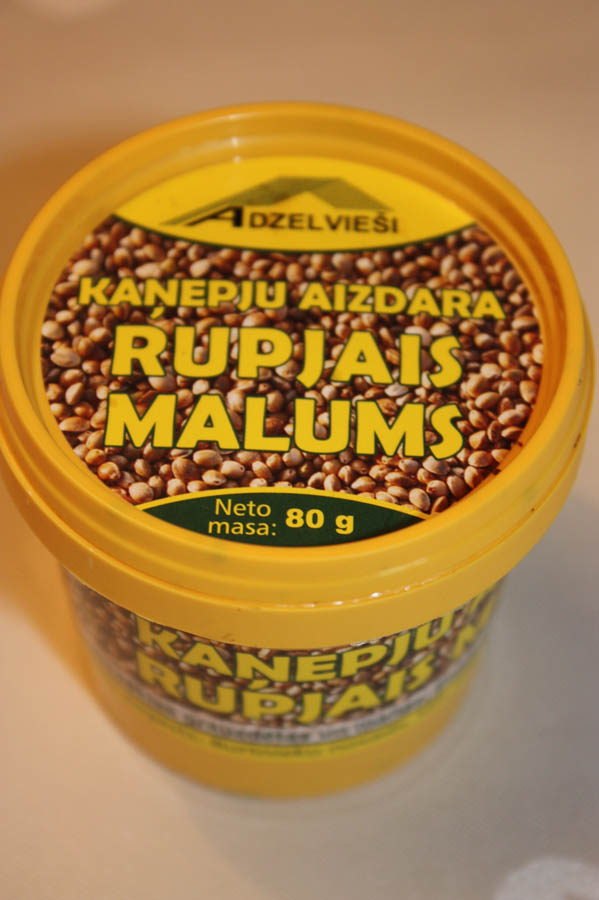 ADZELVIEŠI
KAŅEPJU AIZDARA
RUPJAIS
MALUMS
Neto
masa: 80 g
KAŅEPJU
RUPJAIS M